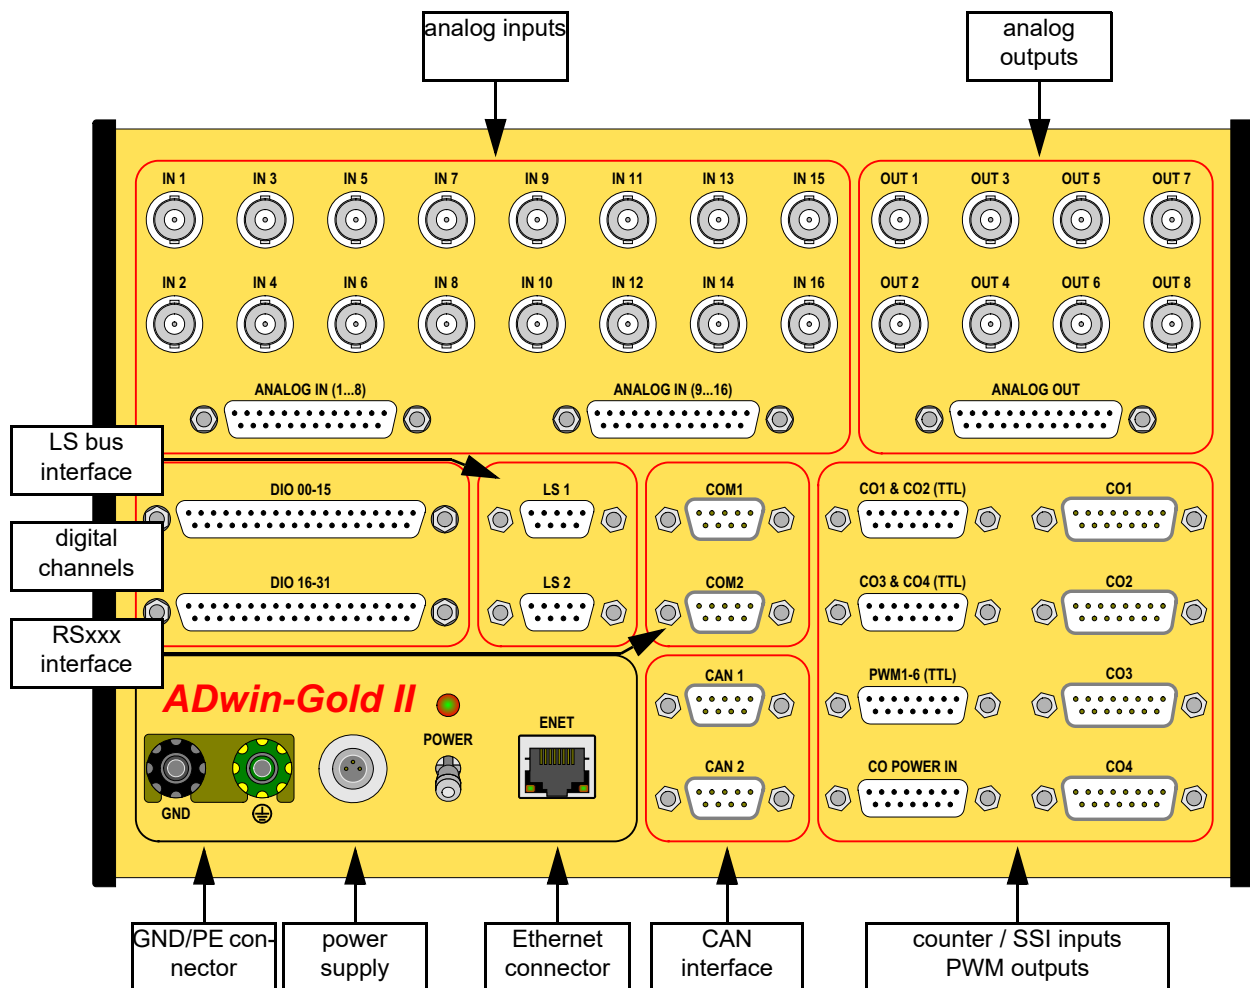 analog inputs
analog
outputs
IN 1 IN 3 IN 5 IN 7 IN 9 IN 11 IN 13 IN 15 OUT 1 OUT 3 OUT 5 OUT 7
IN 2 IN 4 IN 6 IN 8 IN 10 IN 12 IN 14 IN 16 OUT 2 OUT 4 OUT 6 OUT 8
ANALOG IN (1...8) ANALOG IN (9...16) ANALOG OUT
LS bus
interface
DIO 00-15 LS 1 COM1 CO1 & CO2 (TTL) CO1
digital
channels
DIO 16-31 LS 2 COM2 CO3 & CO4 (TTL) CO2
RSxxx
interface
ADwin-Gold II CAN 1 PWM1-6 (TTL) CO3
POWER ENET
CAN 2 CO POWER IN CO4
GND
GND/PE con-
nector
power
supply
Ethernet
connector
CAN
interface
counter / SSI inputs
PWM outputs